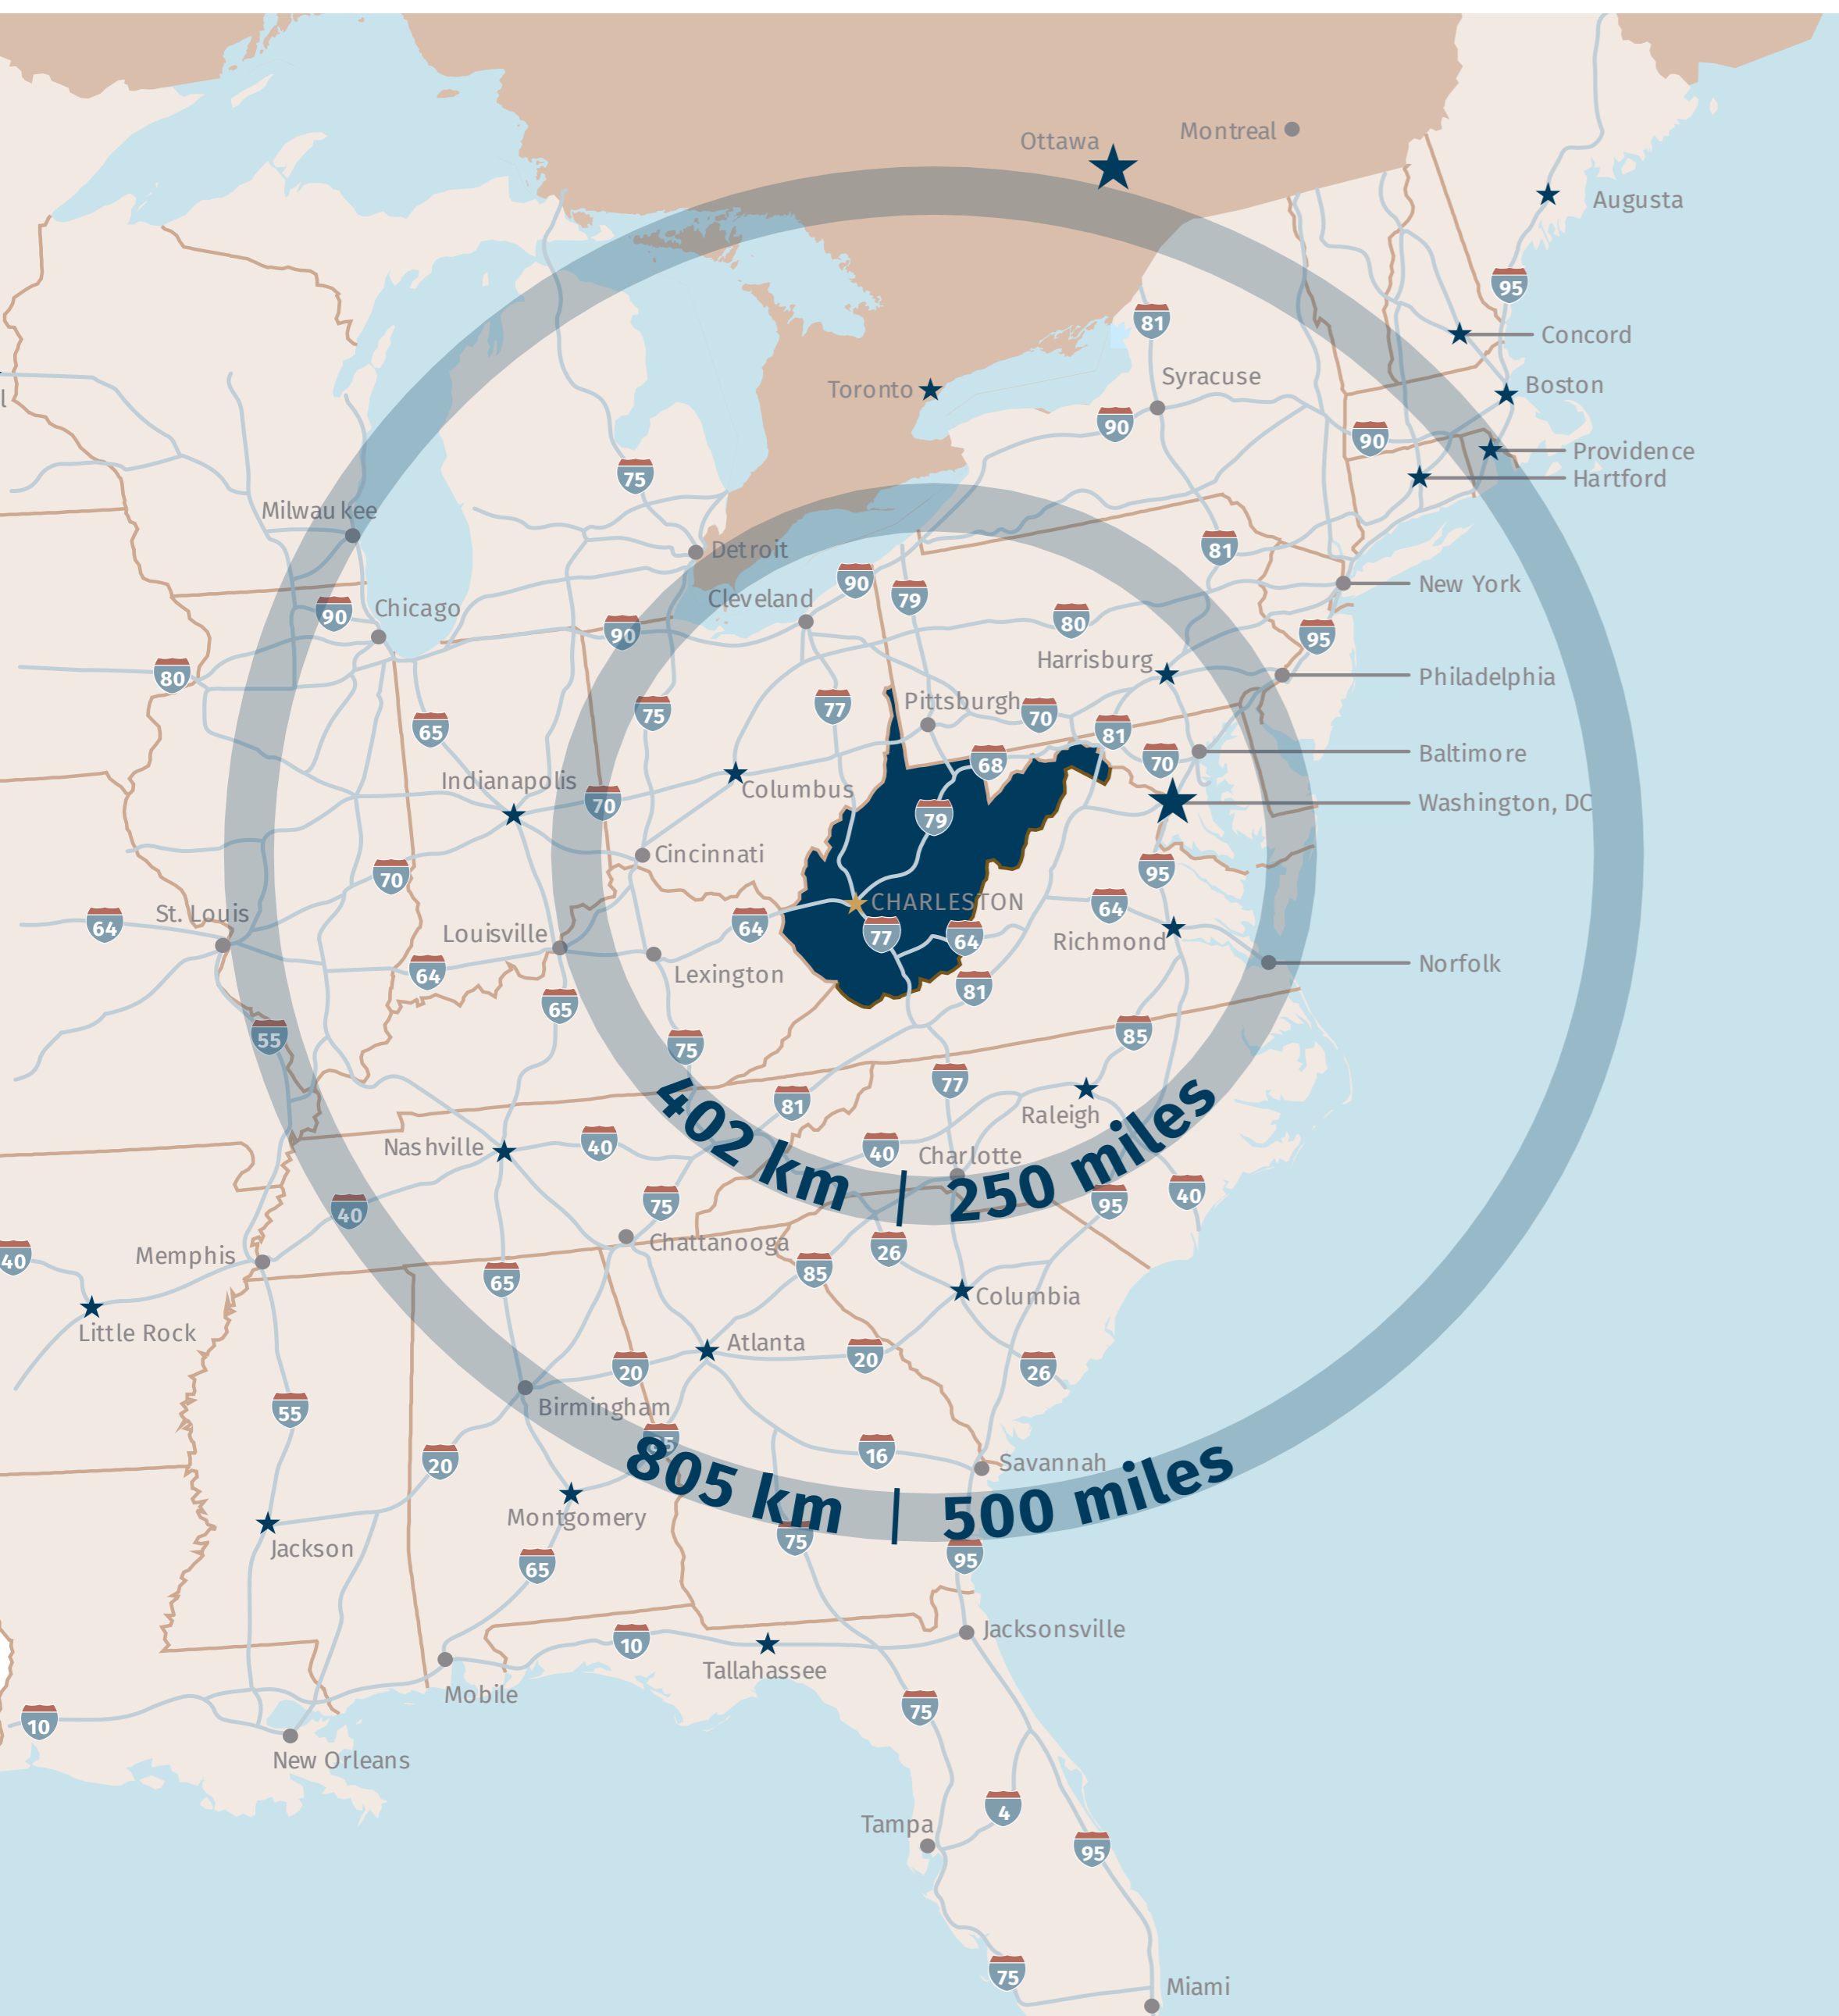 Ottawa
Montreal
Augusta
95
81
Concord
l
Toronto
Syracuse
Boston
90
90
75
Providence
Hartford
Milwaukee
Detroit
81
90
79
New York
Cleveland
90
Chicago
90
80
95
80
Harrisburg
Philadelphia
75
77
Pittsburgh
70
65
81
68
70
Baltimore
Indianapolis
70
Columbus
Washington, DC
79
Cincinnati
70
95
CHARLESTON
64
St. Louis
64
64
Louisville
77
64
Richmond
Norfolk
64
Lexington
65
81
55
75
85
77
81
402 km | 250 miles
Raleigh
Nashville
40
40
Charlotte
40
75
95
40
Memphis
Chattanooga
26
40
65
85
Little Rock
Columbia
Atlanta
20
20
26
55
Birmingham
20
16
Savannah
805 km | 500 miles
Montgomery
Jackson
75
65
95
Jacksonsville
10
Tallahassee
Mobile
75
10
New Orleans
4
Tampa
95
75
Miami